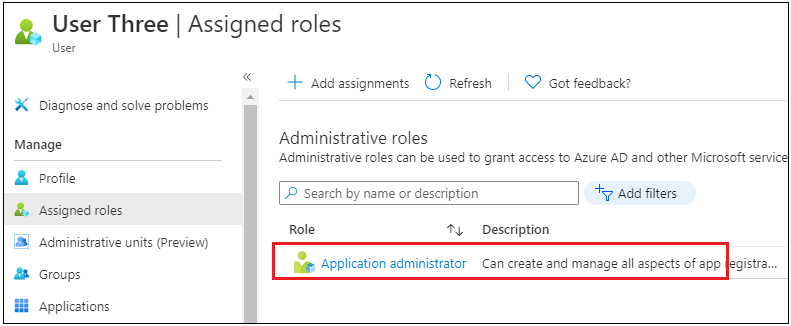 User Three | Assigned roles
User
«
Diagnose and solve problems
Manage
Profile
Assigned roles
Administrative units (Preview)
Groups
Applications
Add assignments
Refresh
Got feedback?
Administrative roles
Administrative roles can be used to grant access to Azure AD and other Microsoft service
Search by name or description
Add filters
Role
Description
Application administrator
Can create and manage all aspects of app registra...